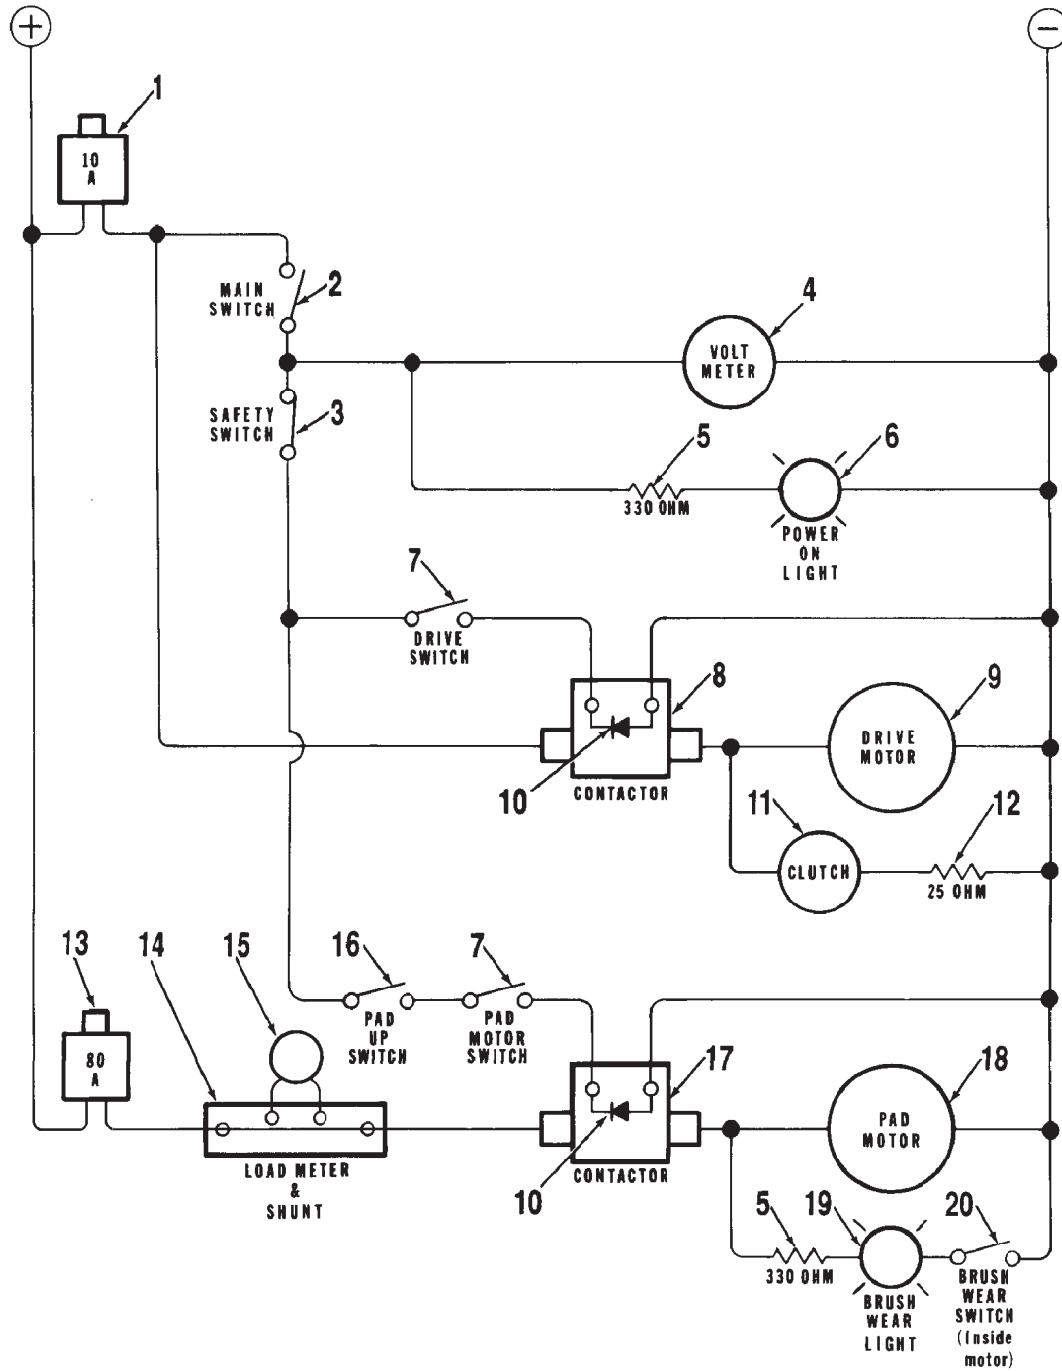 +
−
1
10
A
MAIN
SWITCH
2
4
VOLT
METER
SAFETY
SWITCH
3
5
6
330 OHM
POWER
ON
LIGHT
7
DRIVE
SWITCH
8
9
DRIVE
MOTOR
10
CONTACTOR
11
12
CLUTCH
25 OHM
13
14
15
16
7
80
A
PAD
UP
SWITCH
PAD
MOTOR
SWITCH
17
18
PAD
MOTOR
LOAD METER
&
SHUNT
10
CONTACTOR
5
19
20
330 OHM
BRUSH
WEAR
LIGHT
BRUSH
WEAR
SWITCH
(Inside
motor)